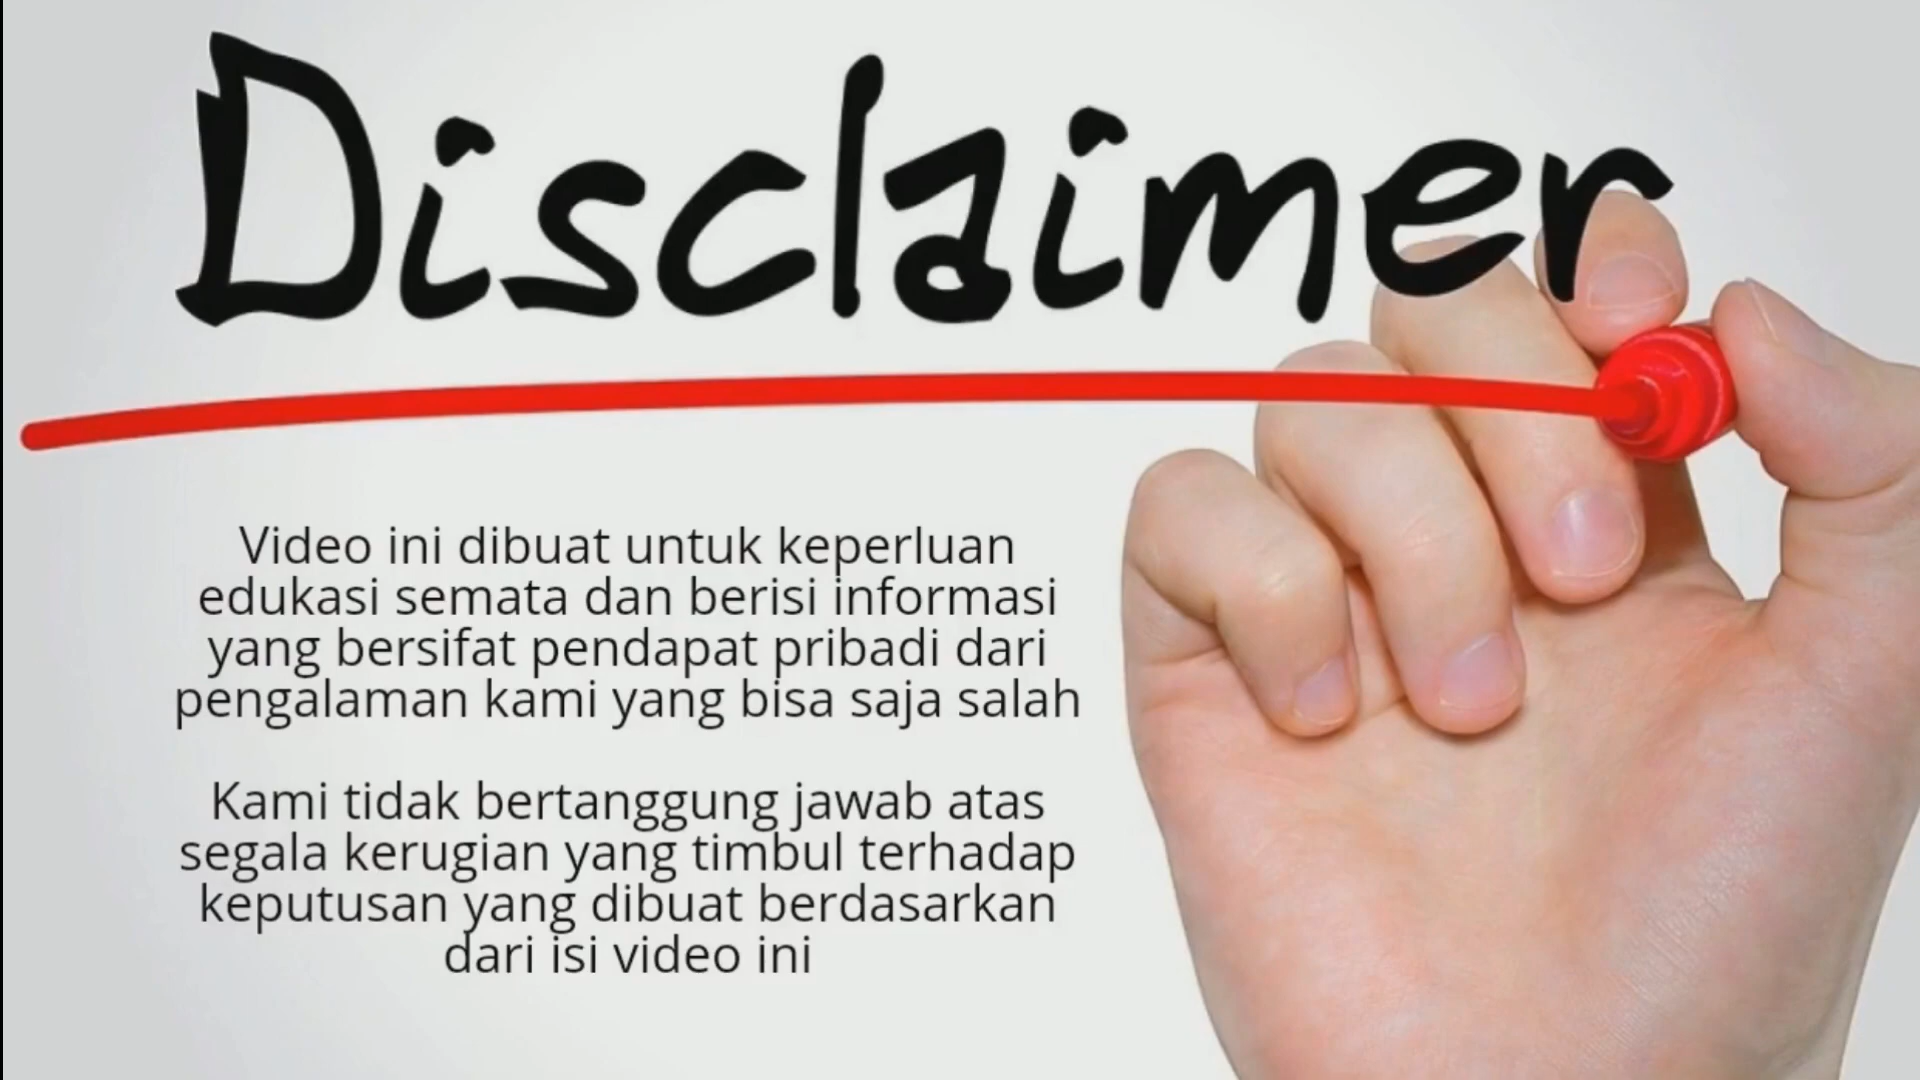 Disclaimer
Video ini dibuat untuk keperluan
edukasi semata dan berisi informasi
yang bersifat pendapat pribadi dari
pengalaman kami yang bisa saja salah
Kami tidak bertanggung jawab atas
segala kerugian yang timbul terhadap
keputusan yang dibuat berdasarkan
dari isi video ini